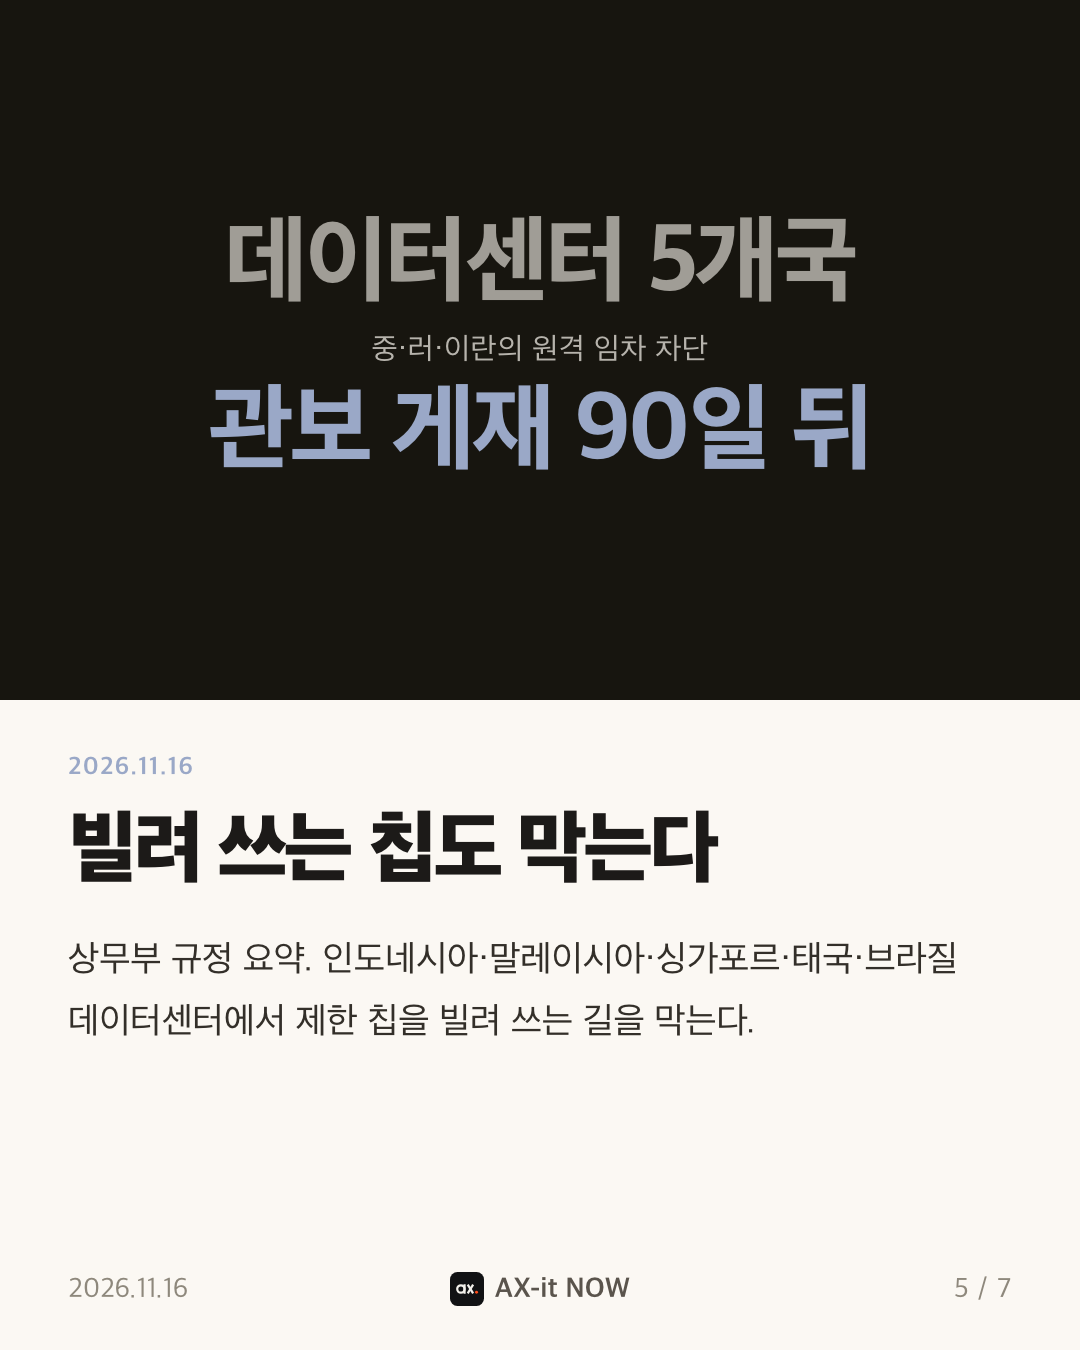 데이터센터 5개국
중·러·이란의 원격 임차 차단
관보 게재 90일 뒤
2026.11.16
빌려 쓰는 칩도 막는다
상무부 규정 요약. 인도네시아·말레이시아·싱가포르·태국·브라질
데이터센터에서 제한 칩을 빌려 쓰는 길을 막는다.
2026.11.16
ax. AX-it NOW
5 / 7